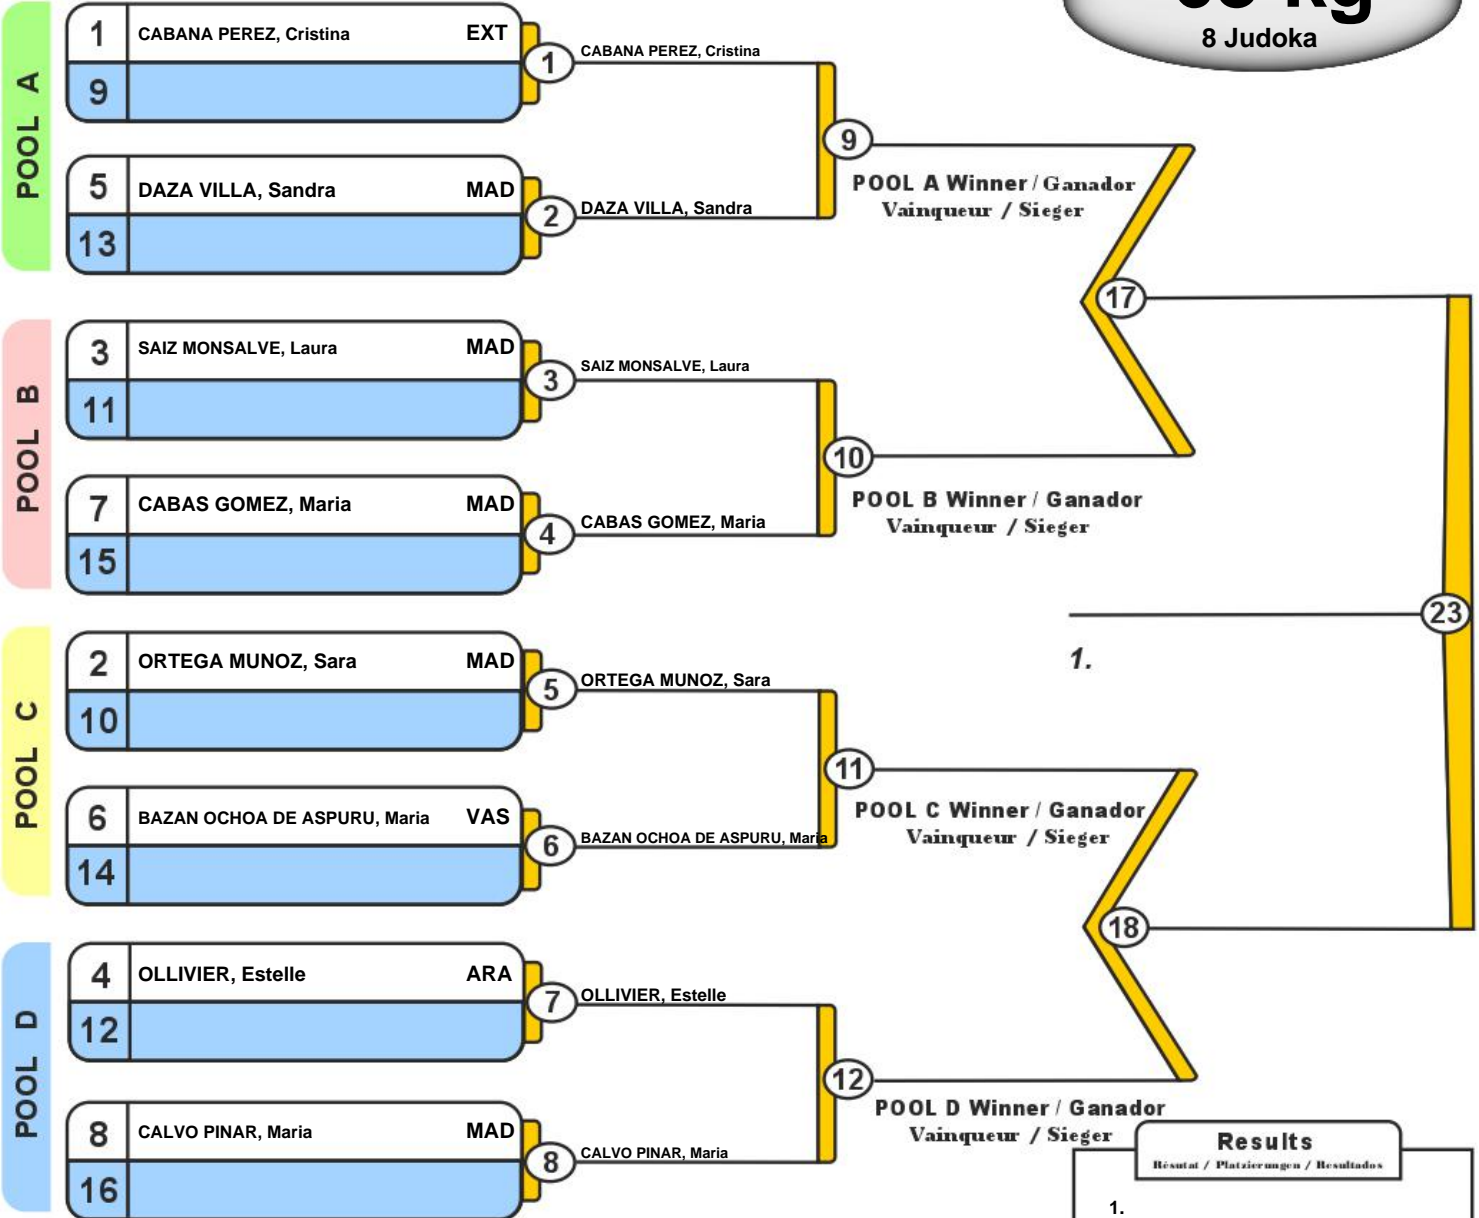 8 Judoka
POOL A
1 CABANA PEREZ, Cristina EXT
9
1 CABANA PEREZ, Cristina
5 DAZA VILLA, Sandra MAD
13
2 DAZA VILLA, Sandra
9
POOL A Winner / Ganador
Vainqueur / Sieger
POOL B
3 SAIZ MONSALVE, Laura MAD
11
3 SAIZ MONSALVE, Laura
7 CABAS GOMEZ, Maria MAD
15
4 CABAS GOMEZ, Maria
10
POOL B Winner / Ganador
Vainqueur / Sieger
17
POOL C
2 ORTEGA MUNOZ, Sara MAD
10
5 ORTEGA MUNOZ, Sara
6 BAZAN OCHOA DE ASPURU, Maria VAS
14
6 BAZAN OCHOA DE ASPURU, Maria
11
POOL C Winner / Ganador
Vainqueur / Sieger
POOL D
4 OLLIVIER, Estelle ARA
12
7 OLLIVIER, Estelle
8 CALVO PINAR, Maria MAD
16
8 CALVO PINAR, Maria
12
POOL D Winner / Ganador
Vainqueur / Sieger
18
23
1.
Results
Résutat / Platzierungen / Resultados
1.